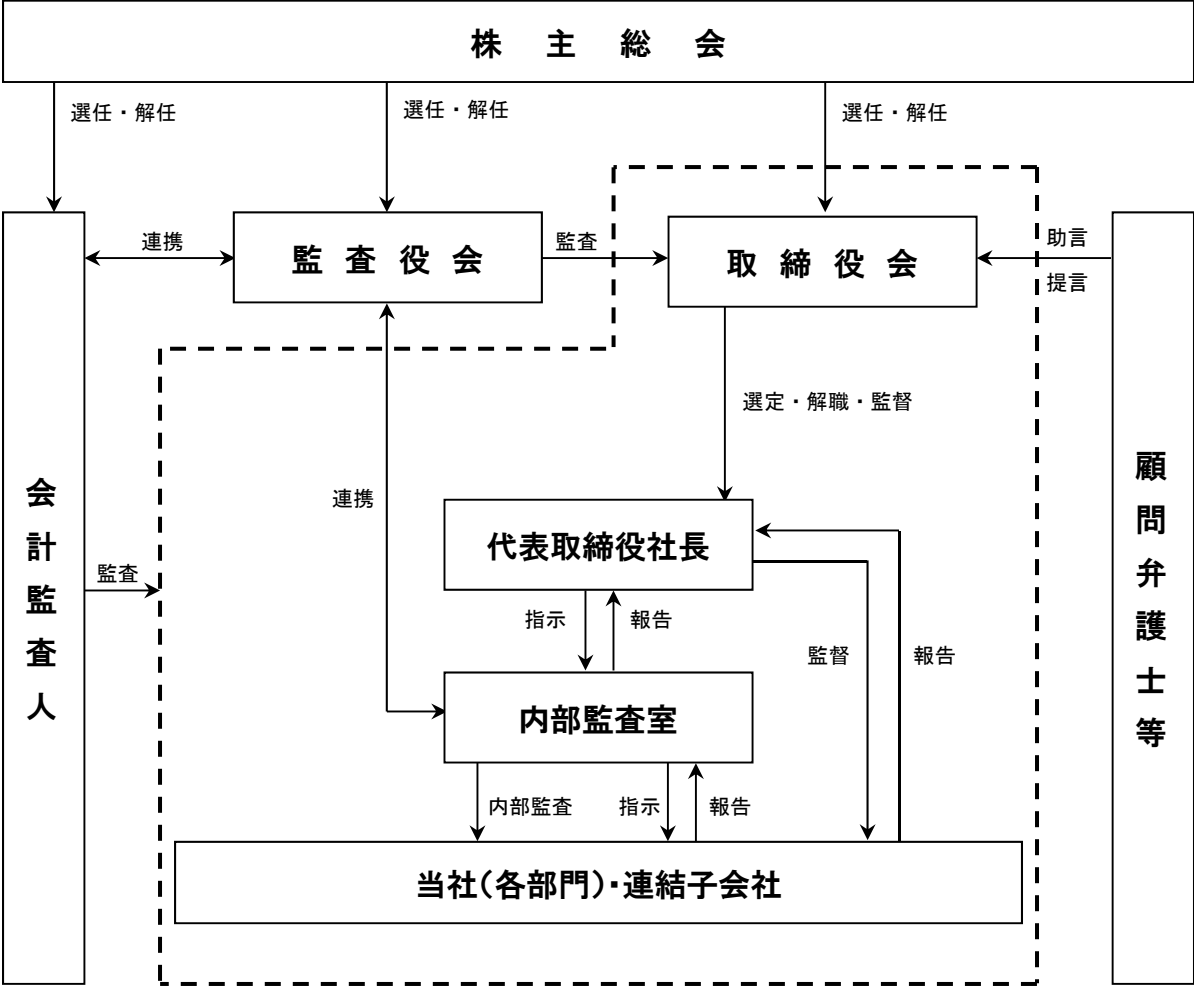 株主総会
選任・解任
選任・解任
選任・解任
連携
監査役会
監査
取締役会
助言
提言
選定・解職・監督
会計監査人
顧問弁護士等
連携
代表取締役社長
監査
指示
報告
監督
報告
内部監査室
内部監査
指示
報告
当社(各部門)・連結子会社